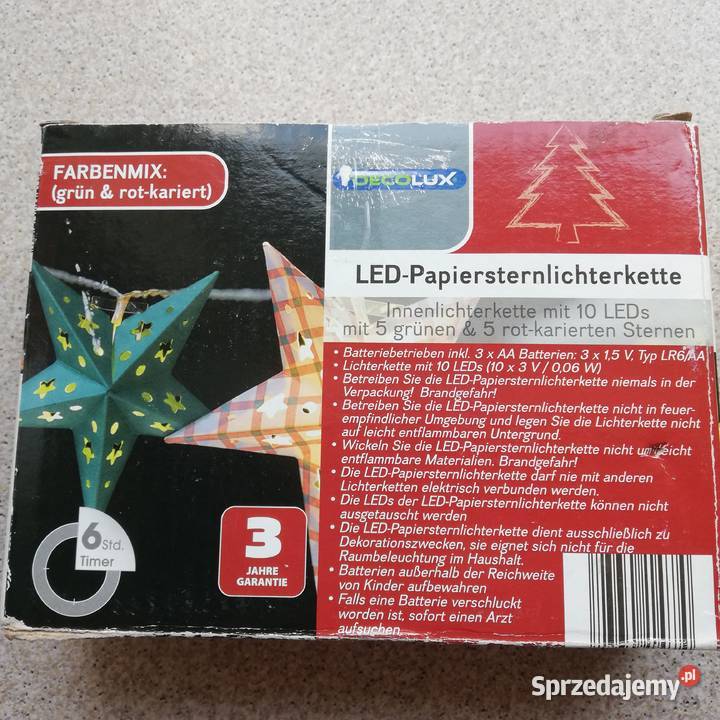 FARBENMIX:
(grün & rot-kariert)
DECOLUX
LED-Papiersternlichterkette
Innenlichterkette mit 10 LEDs
mit 5 grünen & 5 rot-karierten Sternen
• Batteriebetrieben inkl. 3 x AA Batterien: 3 x 1,5 V, Typ LR6/AA
• Lichterkette mit 10 LEDs (10 x 3 V / 0,06 W)
• Betreiben Sie die LED-Papiersternlichterkette niemals in der
Verpackung! Brandgefahr!
• Betreiben Sie die LED-Papiersternlichterkette nicht in feuer-
empfindlicher Umgebung und legen Sie die Lichterkette nicht
auf leicht entflammbaren Untergrund.
• Wickeln Sie die LED-Papiersternlichterkette nicht um leicht
entflammbare Materialien. Brandgefahr!
• Die LED-Papiersternlichterkette darf nie mit anderen
Lichterketten elektrisch verbunden werden.
• Die LEDs der LED-Papiersternlichterkette können nicht
ausgetauscht werden
• Die LED-Papiersternlichterkette dient ausschließlich zu
Dekorationszwecken, sie eignet sich nicht für die
Raumbeleuchtung im Haushalt.
• Batterien außerhalb der Reichweite
von Kinder aufbewahren
• Falls eine Batterie verschluckt
worden ist, sofort einen Arzt
aufsuchen
6 Std.
Timer
3
JAHRE
GARANTIE
Sprzedajemy.pl